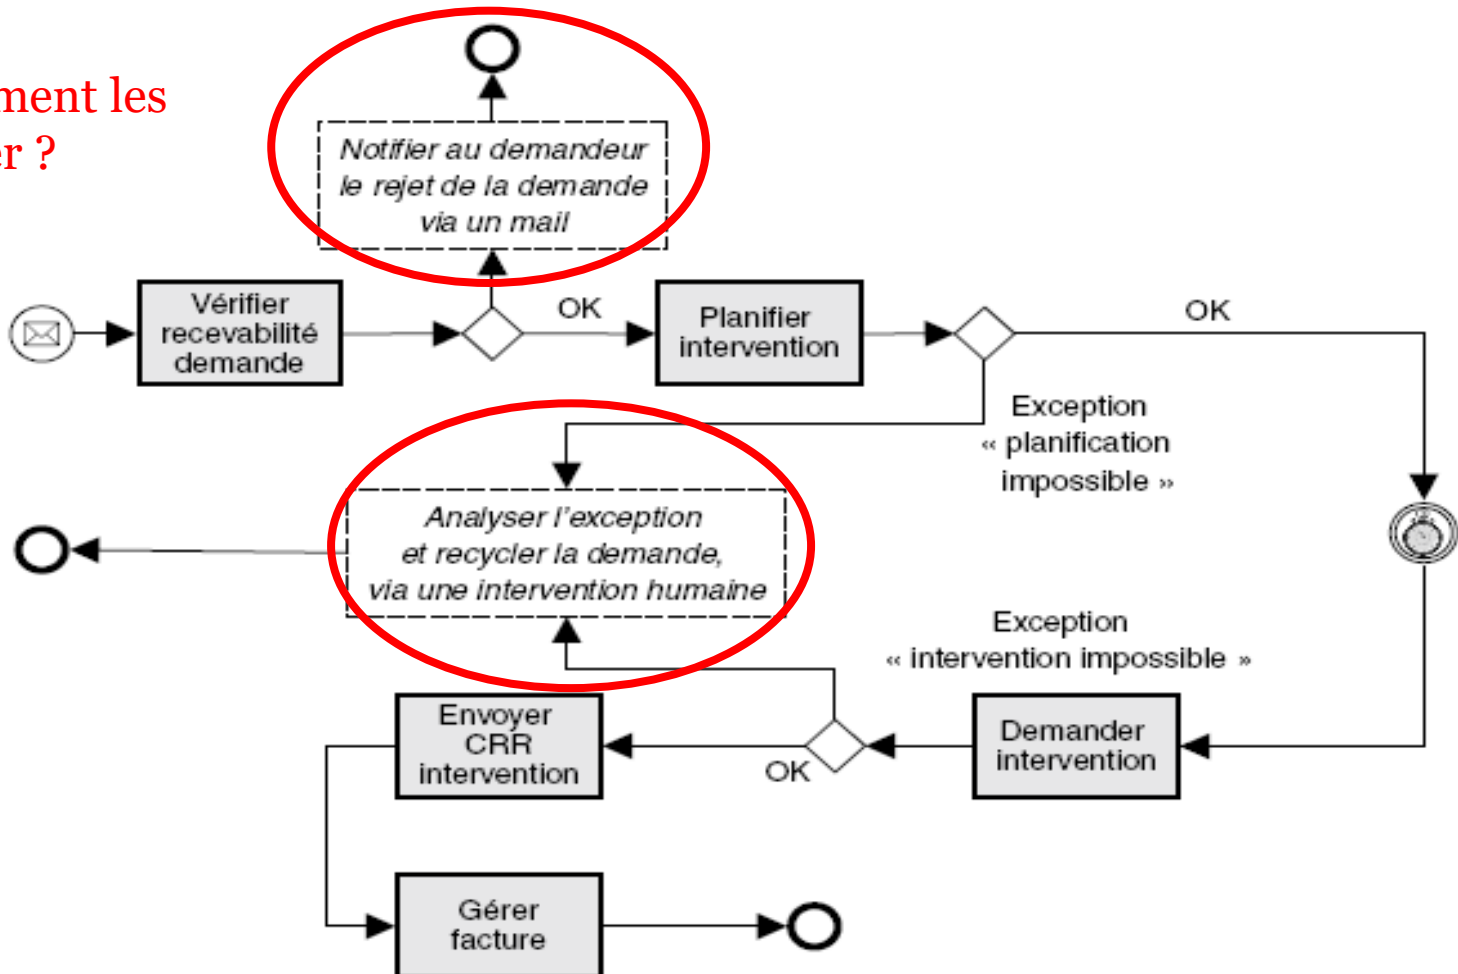 ment les
er ?
Notifier au demandeur
le rejet de la demande
via un mail
Vérifier
recevabilité
demande
OK
Planifier
intervention
OK
Exception
« planification
impossible »
Analyser l'exception
et recycler la demande,
via une intervention humaine
Exception
« intervention impossible »
Envoyer
CRR
intervention
OK
Demander
intervention
Gérer
facture